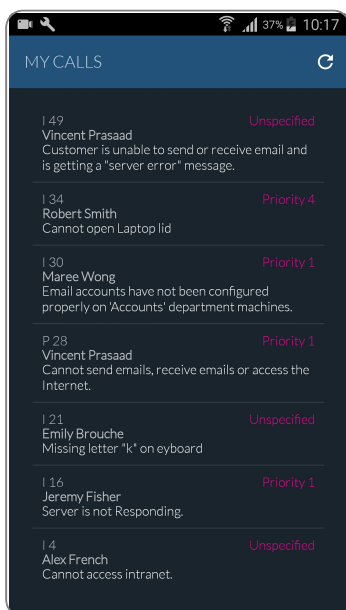 37% 10:17
MY CALLS
I 49 Unspecified
Vincent Prasaad
Customer is unable to send or receive email and
is getting a "server error" message.
I 34 Priority 4
Robert Smith
Cannot open Laptop lid
I 30 Priority 1
Maree Wong
Email accounts have not been configured
properly on 'Accounts' department machines.
P 28 Priority 1
Vincent Prasaad
Cannot send emails, receive emails or access the
Internet.
I 21 Unspecified
Emily Brouche
Missing letter "k" on eyboard
I 16 Priority 1
Jeremy Fisher
Server is not Responding.
I 4 Unspecified
Alex French
Cannot access intranet.